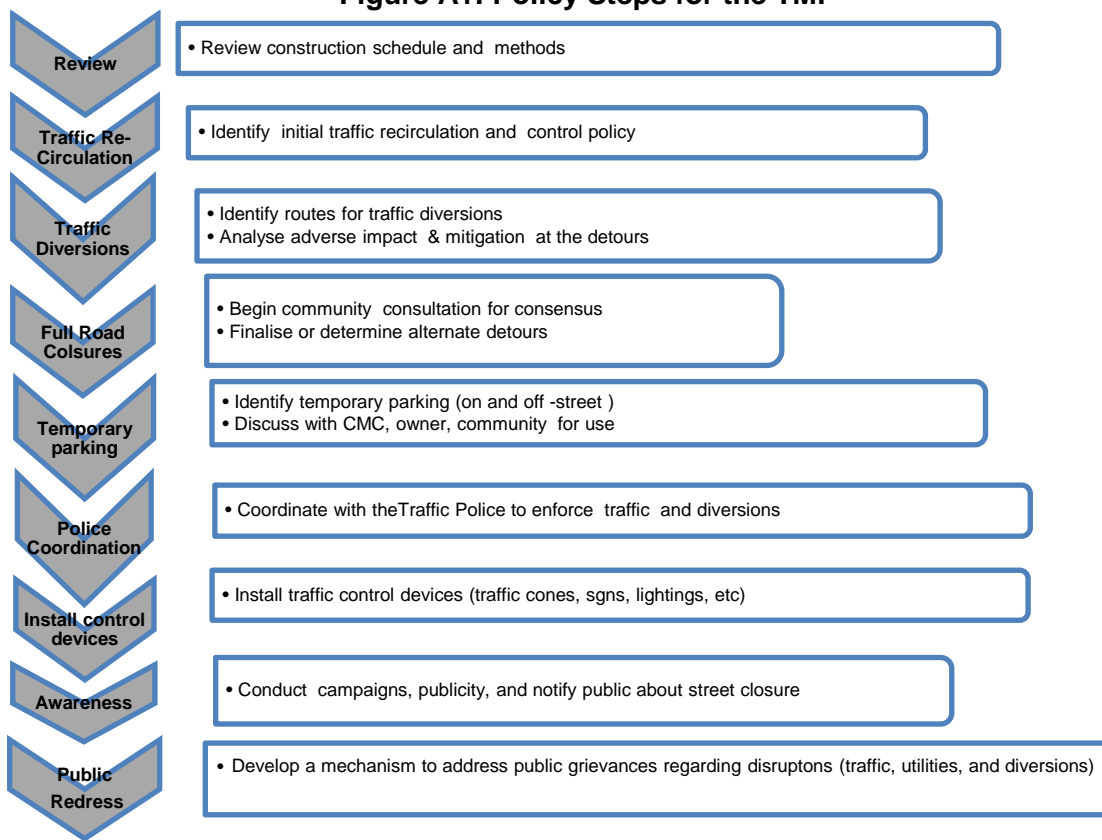 Figure A1: Policy Steps for the TMP
Review
• Review construction schedule and methods
Traffic Re-
Circulation
• Identify initial traffic recirculation and control policy
Traffic
Diversions
• Identify routes for traffic diversions
• Analyse adverse impact & mitigation at the detours
Full Road
Colsures
• Begin community consultation for consensus
• Finalise or determine alternate detours
Temporary
parking
• Identify temporary parking (on and off -street )
• Discuss with CMC, owner, community for use
Police
Coordination
• Coordinate with theTraffic Police to enforce traffic and diversions
Install control
devices
• Install traffic control devices (traffic cones, sgns, lightings, etc)
Awareness
• Conduct campaigns, publicity, and notify public about street closure
Public
Redress
• Develop a mechanism to address public grievances regarding disruptons (traffic, utilities, and diversions)